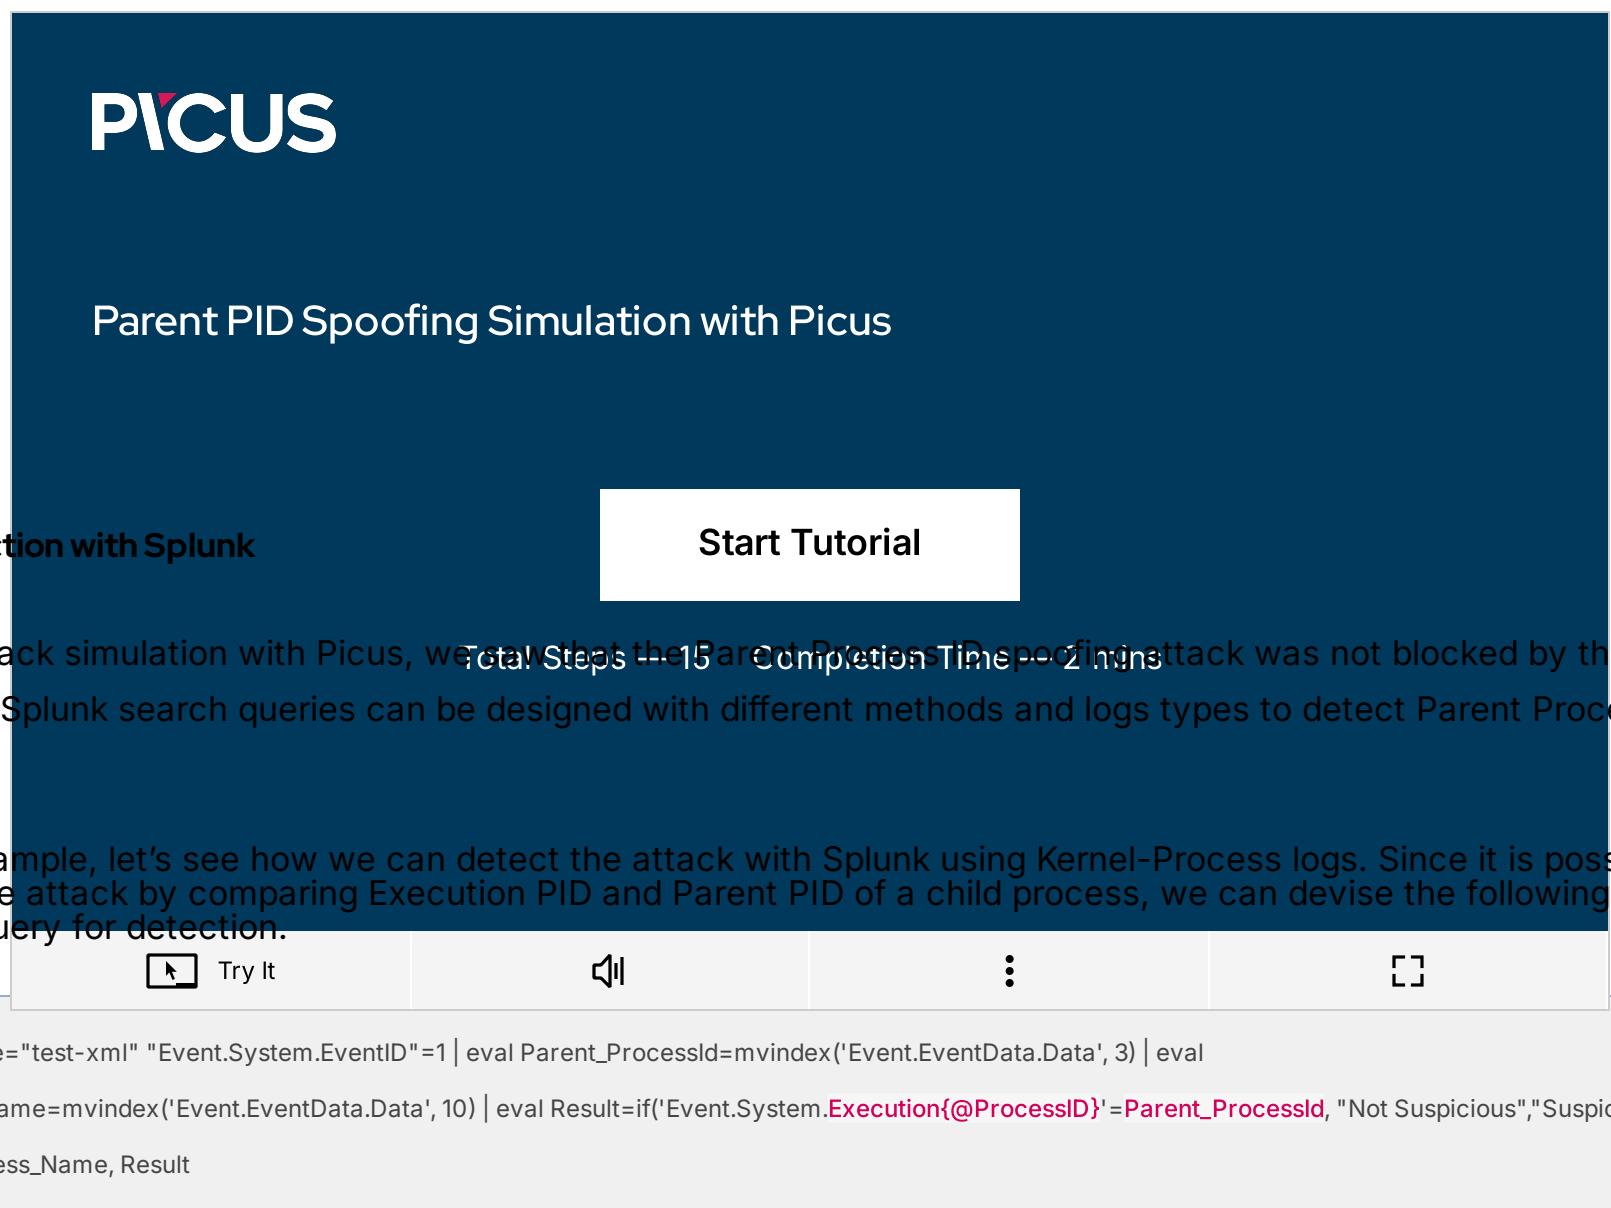 PICUS
Parent PID Spoofing Simulation with Picus
Start Tutorial
tion with Splunk
ack simulation with Picus, we saw that the Parent Process ID spoofing attack was not blocked by th
Total Steps — 15 Completion Time — 2 mins
Splunk search queries can be designed with different methods and logs types to detect Parent Proce
ample, let’s see how we can detect the attack with Splunk using Kernel-Process logs. Since it is poss
e attack by comparing Execution PID and Parent PID of a child process, we can devise the following
uery for detection.
Try It
e="test-xml" "Event.System.EventID"=1 | eval Parent_ProcessId=mvindex('Event.EventData.Data', 3) | eval
ame=mvindex('Event.EventData.Data', 10) | eval Result=if('Event.System.Execution{@ProcessID}'=Parent_ProcessId, "Not Suspicious","Suspic
ess_Name, Result